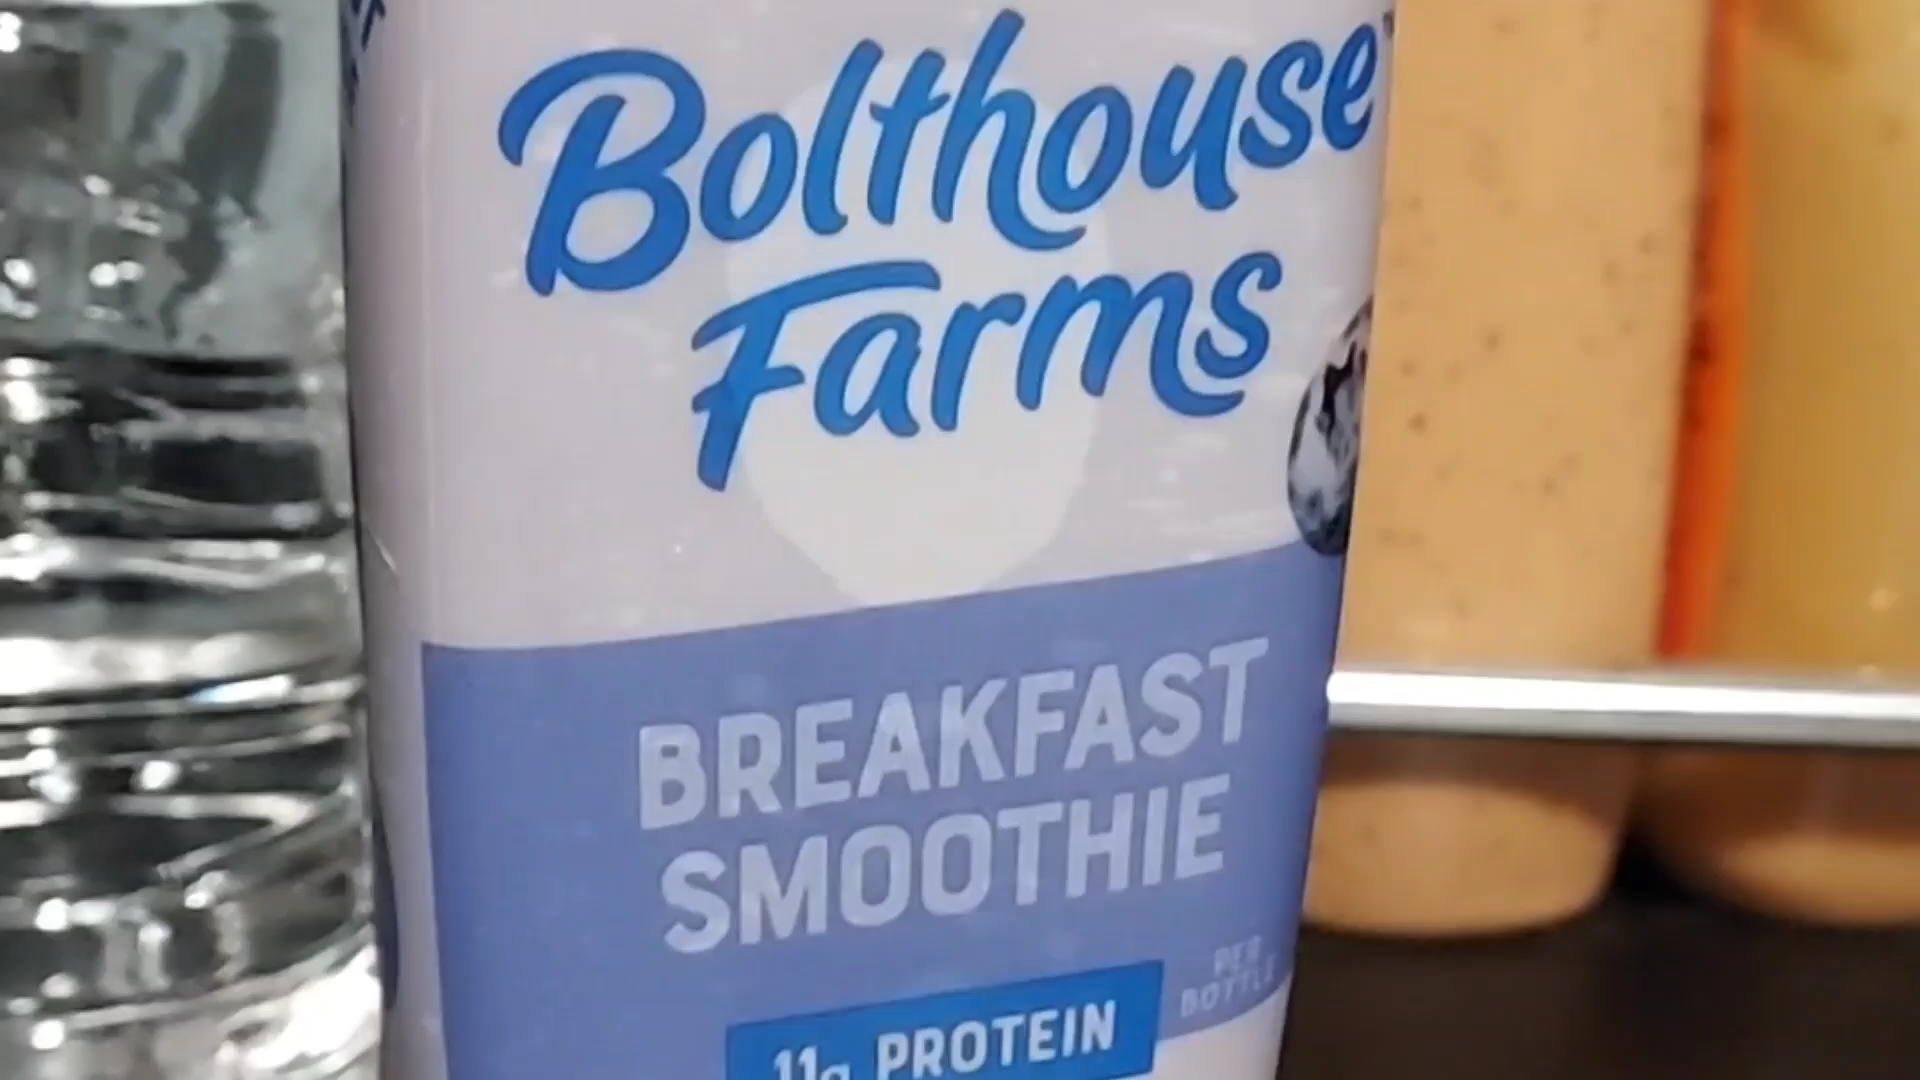 Bolthouse
Farms
BREAKFAST
SMOOTHIE
PER
BOTTLE
11g PROTEIN